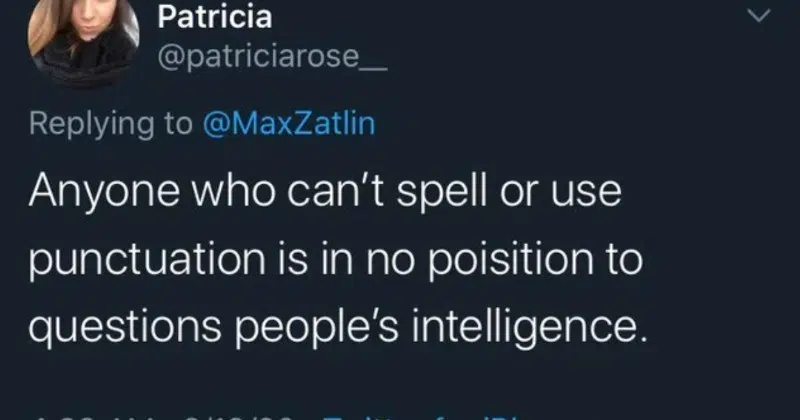 Patricia
@patriciarose__
Replying to @MaxZatlin
Anyone who can't spell or use
punctuation is in no poisition to
questions people's intelligence.